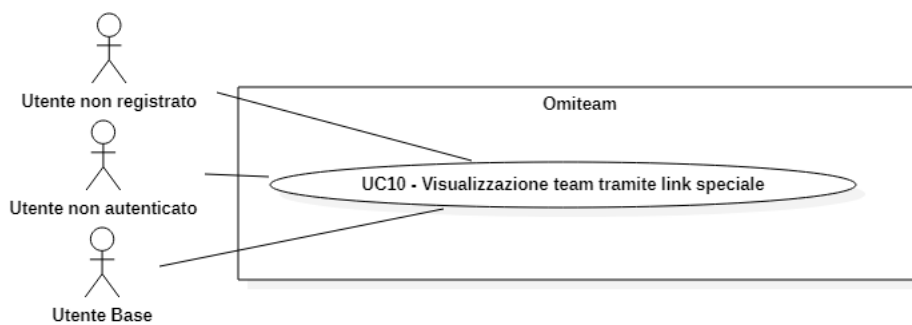 Utente non registrato
Omiteam
UC10 - Visualizzazione team tramite link speciale
Utente non autenticato
Utente Base